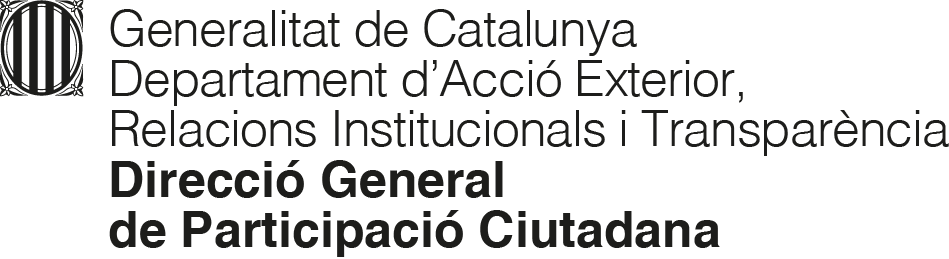 Generalitat de Catalunya
Departament d’Acció Exterior,
Relacions Institucionals i Transparència
Direcció General
de Participació Ciutadana